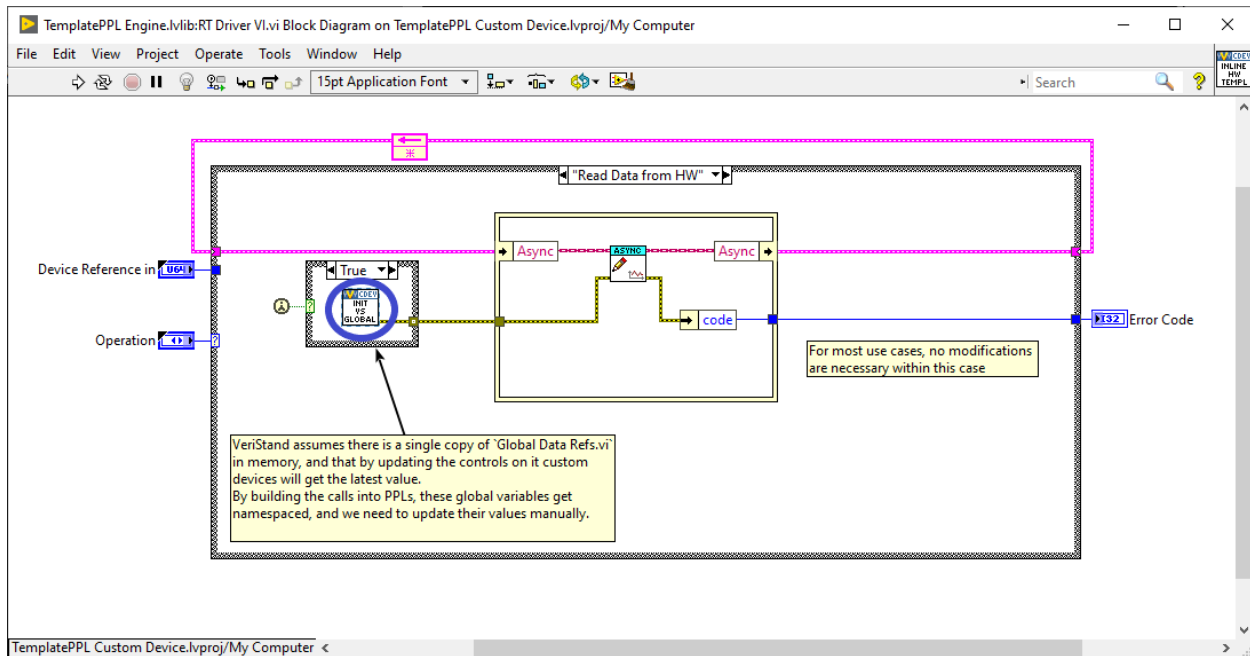 TemplatePPL Engine.lvlib:RT Driver VI.vi Block Diagram on TemplatePPL Custom Device.lvproj/My Computer
File Edit View Project Operate Tools Window Help
15pt Application Font
Search
CDEV
INLINE
HW
TEMPL
"Read Data from HW"
Async
ASYNC
Async
Device Reference in
U64
True
CDEV
INIT
VS
GLOBAL
code
I32
Error Code
Operation
For most use cases, no modifications
are necessary within this case
VeriStand assumes there is a single copy of `Global Data Refs.vi`
in memory, and that by updating the controls on it custom
devices will get the latest value.
By building the calls into PPLs, these global variables get
namespaced, and we need to update their values manually.
TemplatePPL Custom Device.lvproj/My Computer